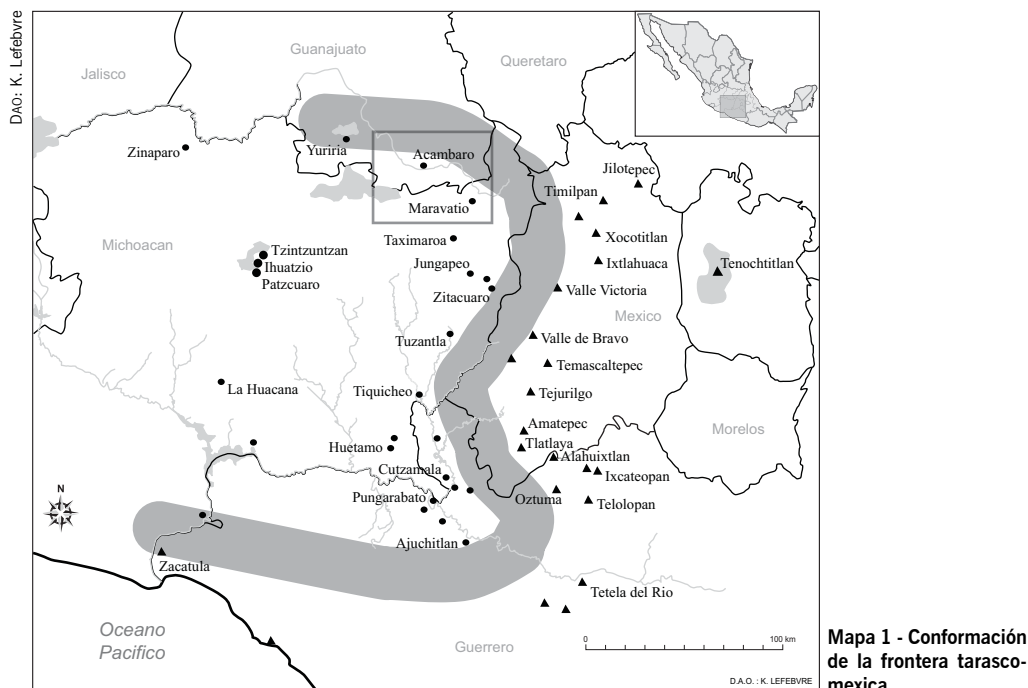 DAO: K. Lefebvre
Guanajuato
Queretaro
Jalisco
Zinaparo
Yuriria
Acambaro
Jilotepec
Timilpan
Maravatio
Xocotitlan
Taximaroa
Michoacan
Tzintzuntzan
Ihuatzio
Patzcuaro
Jungapeo
Ixtlahuaca
Tenochtitlan
Zitacuaro
Valle Victoria
Mexico
Tuzantla
Valle de Bravo
Temascaltepec
La Huacana
Tiquicheo
Tejurilgo
Amatepec
Morelos
Huetamo
Tlatlaya
Alahuixtlan
Cutzamala
Ixcateopan
N
Pungarabato
Oztuma
Telolopan
Ajuchitlan
Zacatula
Tetela del Rio
Oceano
Pacifico
Guerrero
0
100 km
D.A.O. : K. LEFEBVRE
Mapa 1 - Conformación
de la frontera tarasco-
mexica